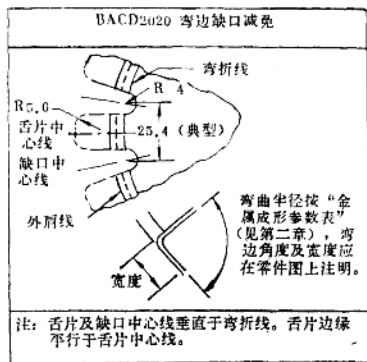 BACD2020 弯边缺口减免
弯折线
R 4
R5.0
舌片中
心线
25.4（典型）
缺口中
心线
外廓线
弯曲半径按“金
属成形参数表”
（见第二章），弯
边角度及宽度应
在零件图上注明。
宽度
注：舌片及缺口中心线垂直于弯折线。舌片边缘
平行于舌片中心线。